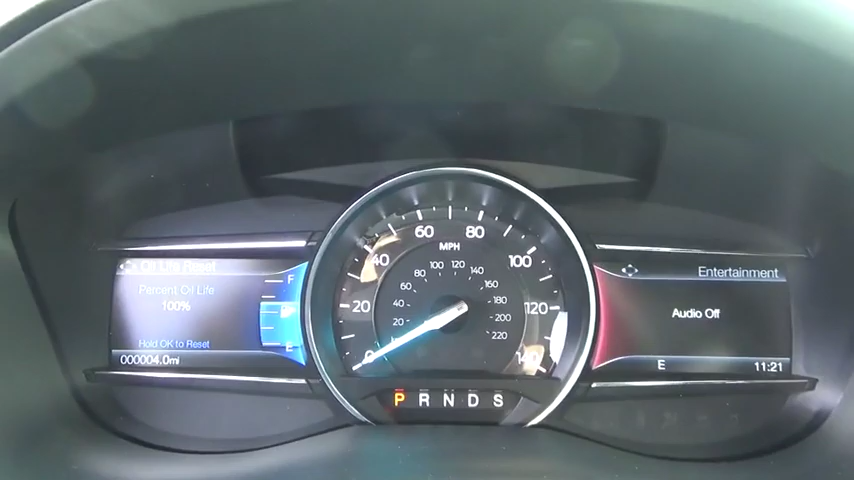 Oil Life Reset
Percent Oil Life
100%
Hold OK to Reset
000004.0mi
F
E
MPH
0 20 40 60 80 100 120 140
20 40 60 80 100 120 140 160 180 200 220
P R N D S
Entertainment
Audio Off
E
11:21